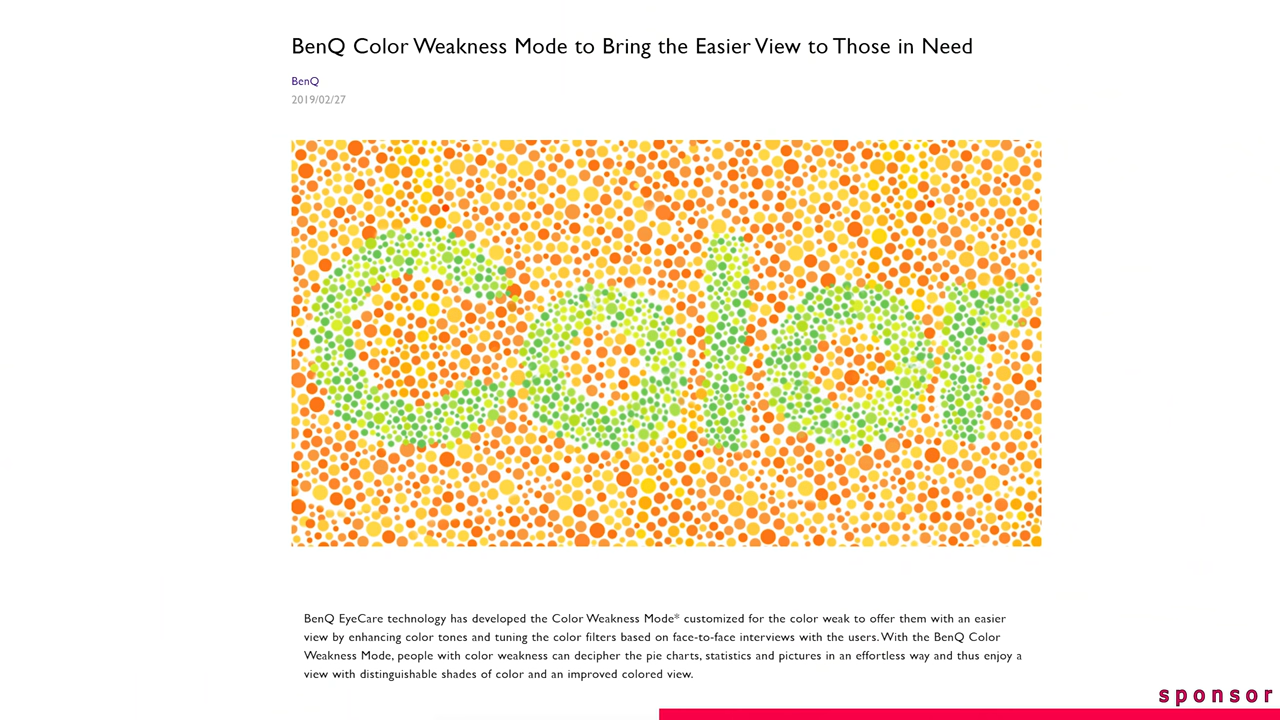 BenQ Color Weakness Mode to Bring the Easier View to Those in Need
BenQ
2019/02/27
Color
BenQ EyeCare technology has developed the Color Weakness Mode* customized for the color weak to offer them with an easier
view by enhancing color tones and tuning the color filters based on face-to-face interviews with the users. With the BenQ Color
Weakness Mode, people with color weakness can decipher the pie charts, statistics and pictures in an effortless way and thus enjoy a
view with distinguishable shades of color and an improved colored view.
sponsor